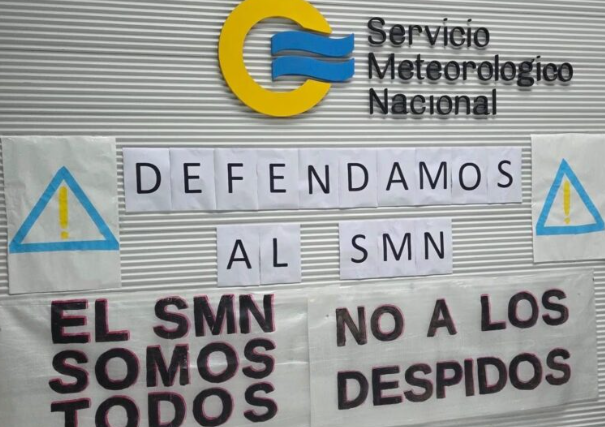 Servicio
Meteorologico
Nacional
DEFENDAMOS
AL SMN
EL SMN
SOMOS
TODOS
NO A LOS
DESPIDOS